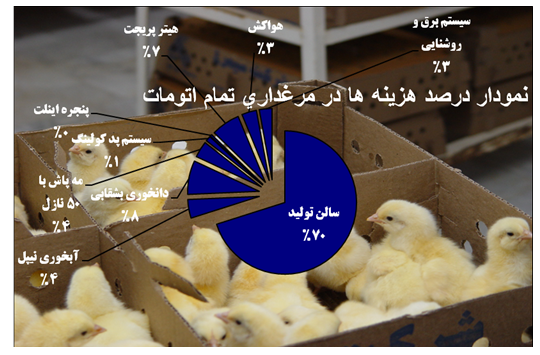 سیستم برق و
روشنایی
%۳
هواکش
%۳
هیتر پریجت
%۷
نمودار درصد هزینه ها در مرغداري تمام اتومات
پنجره اینلت
%۰
سیستم پد کولینگ
%۱
مه پاش با
۵۰ نازل
%۴
دانخوری بشقابی
%۸
آبخوری نیپل
%۴
سالن تولید
%۷۰